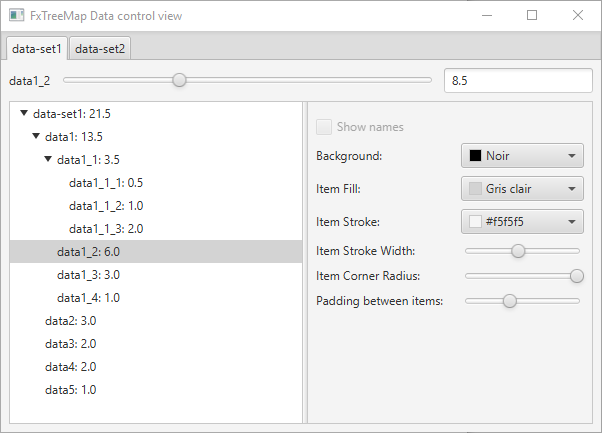 FxTreeMap Data control view
data-set1 data-set2
data1_2 8.5
data-set1: 21.5
data1: 13.5
data1_1: 3.5
data1_1_1: 0.5
data1_1_2: 1.0
data1_1_3: 2.0
data1_2: 6.0
data1_3: 3.0
data1_4: 1.0
data2: 3.0
data3: 2.0
data4: 2.0
data5: 1.0
Show names
Background: Noir
Item Fill: Gris clair
Item Stroke: #f5f5f5
Item Stroke Width:
Item Corner Radius:
Padding between items: